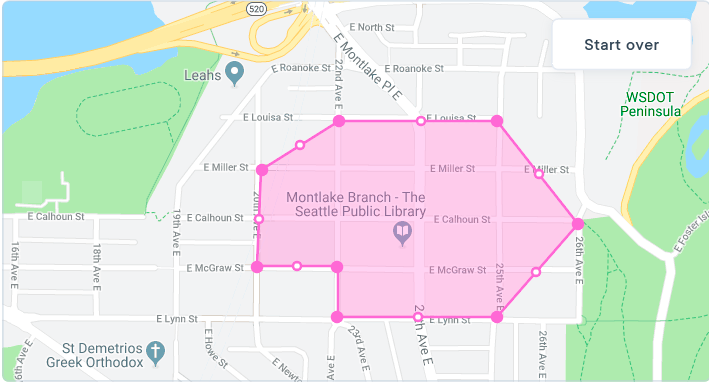 520
E North St
Start over
E Montlake Pl E
E Roanoke St
E Roanoke St
Leahs
22nd Ave E
WSDOT
Peninsula
E Louisa St
E Louisa St
E Miller St
E Miller St
E Miller St
20th Ave E
Montlake Branch - The
Seattle Public Library
19th Ave E
E Calhoun St
E Calhoun St
E Calhoun St
E Foster Isl
16th Ave E
18th Ave E
26th Ave E
E McGraw St
E McGraw St
25th Ave E
E Lynn St
E Lynn St
24th Ave E
23rd Ave E
E Howe St
26th Ave E
St Demetrios
Greek Orthodox
E Newt
Ave E
16th Ave E